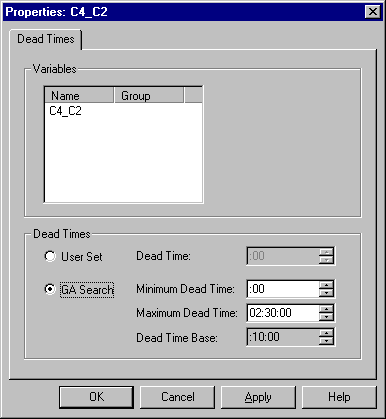 Properties: C4_C2
Dead Times
Variables
Name Group
C4_C2
Dead Times
User Set Dead Time: :00
GA Search Minimum Dead Time: :00
Maximum Dead Time: 02:30:00
Dead Time Base: :10:00
OK Cancel Apply Help